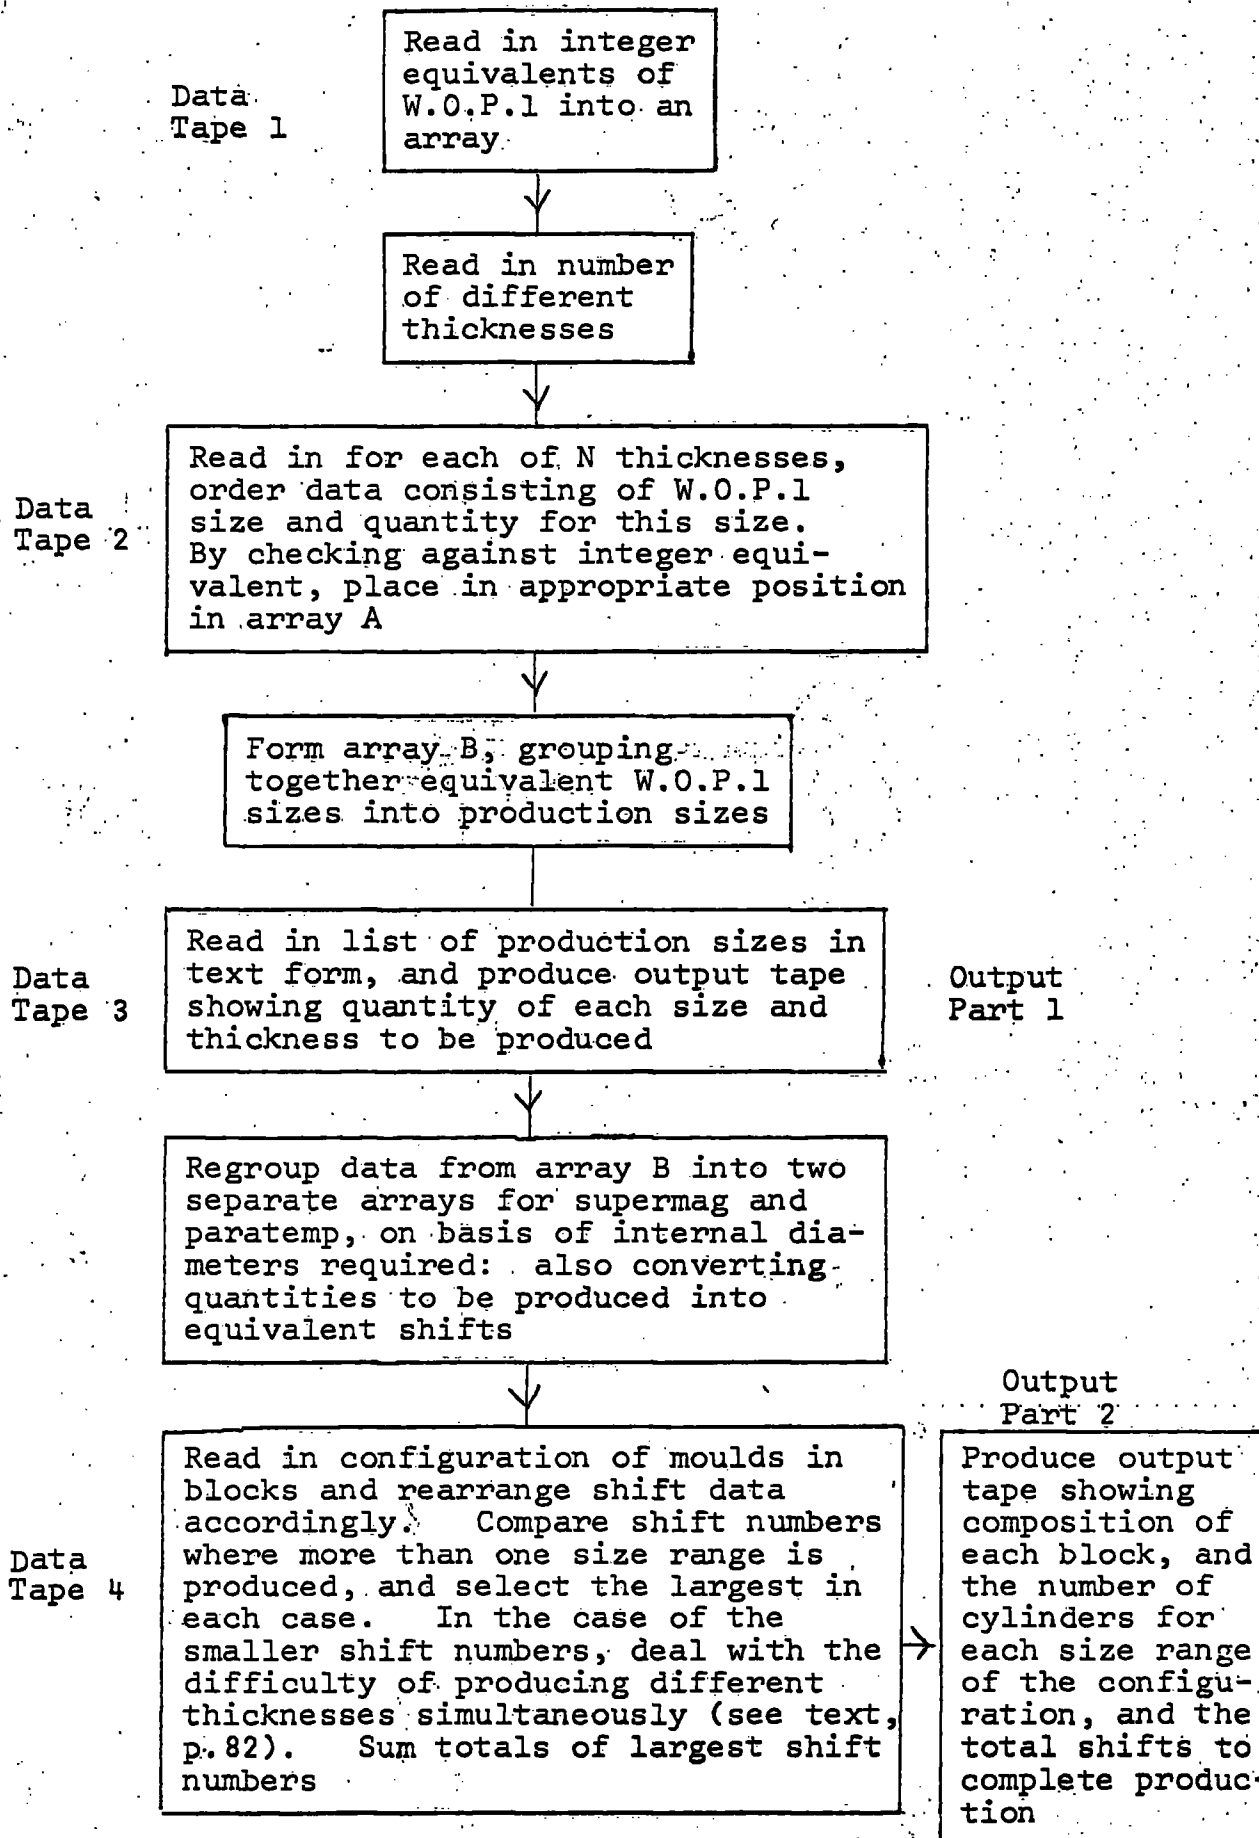 Read in integer
equivalents of
W.O.P.1 into an
array
Data
Tape 1
Read in number
of different
thicknesses
Read in for each of N thicknesses,
order data consisting of W.O.P.1
size and quantity for this size.
By checking against integer equi-
valent, place in appropriate position
in array A
Data
Tape 2
Form array B, grouping
together equivalent W.O.P.1
sizes into production sizes
Read in list of production sizes in
text form, and produce output tape
showing quantity of each size and
thickness to be produced
Data
Tape 3
Output
Part 1
Regroup data from array B into two
separate arrays for supermag and
paratemp, on basis of internal dia-
meters required: also converting
quantities to be produced into
equivalent shifts
Read in configuration of moulds in
blocks and rearrange shift data
accordingly. Compare shift numbers
where more than one size range is
produced, and select the largest in
each case. In the case of the
smaller shift numbers, deal with the
difficulty of producing different
thicknesses simultaneously (see text,
p.82). Sum totals of largest shift
numbers
Data
Tape 4
Output
Part 2
Produce output
tape showing
composition of
each block, and
the number of
cylinders for
each size range
of the configu-
ration, and the
total shifts to
complete produc-
tion